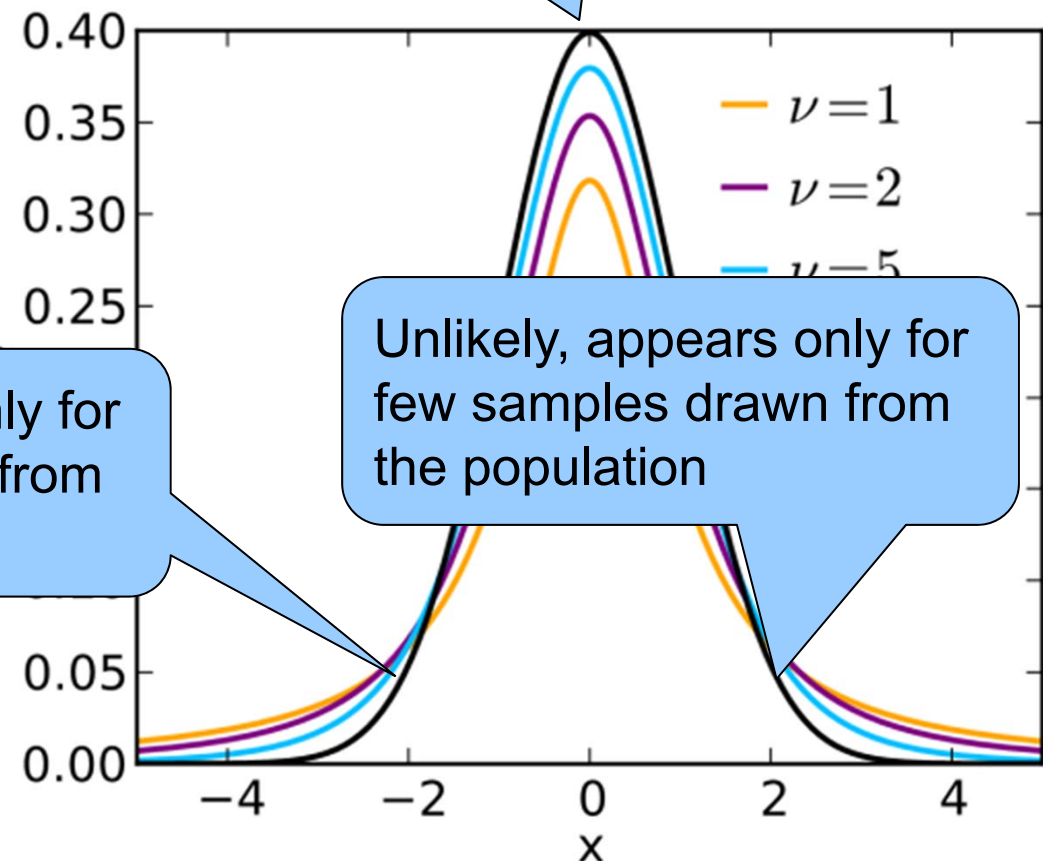 0.40
0.35
0.30
0.25
0.05
0.00
ν=1
ν=2
ν=5
Unlikely, appears only for
few samples drawn from
the population
for
from
−4 −2 0 2 4
x